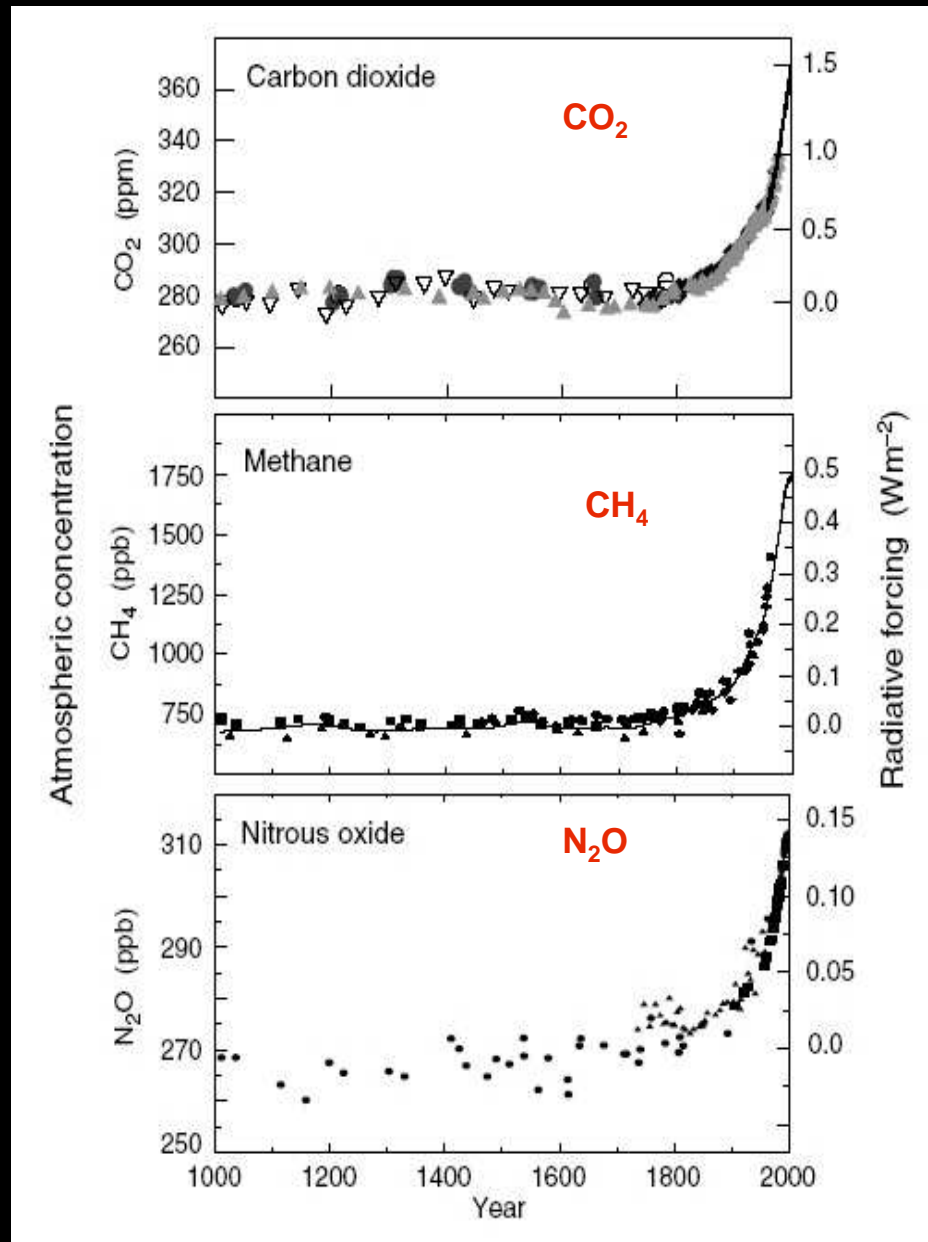 Atmospheric concentration
Carbon dioxide
CO₂
CO₂ (ppm)
360
340
320
300
280
260
1.5
1.0
0.5
0.0
Methane
CH₄
CH₄ (ppb)
1750
1500
1250
1000
750
0.5
0.4
0.3
0.2
0.1
0.0
Radiative forcing (Wm⁻²)
Nitrous oxide
N₂O
N₂O (ppb)
310
290
270
250
0.15
0.10
0.05
0.0
1000 1200 1400 1600 1800 2000
Year